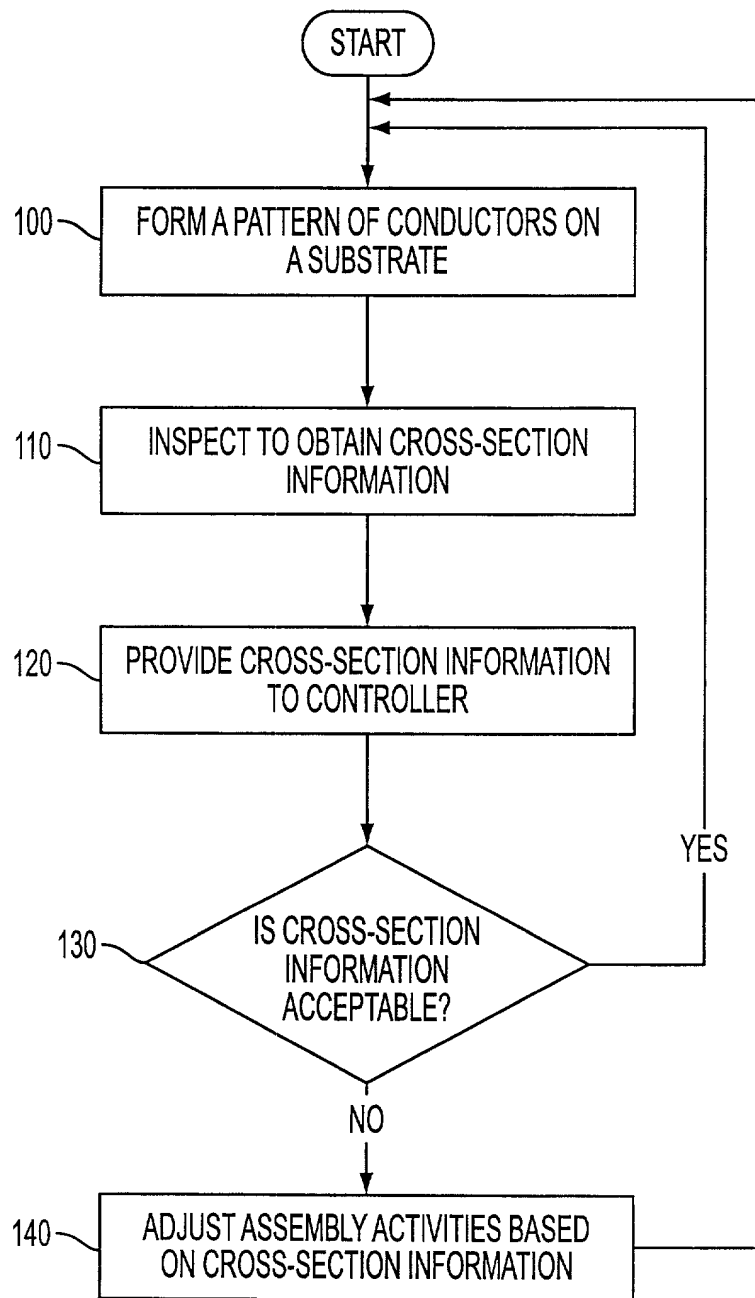 START
100
FORM A PATTERN OF CONDUCTORS ON
A SUBSTRATE
110
INSPECT TO OBTAIN CROSS-SECTION
INFORMATION
120
PROVIDE CROSS-SECTION INFORMATION
TO CONTROLLER
130
IS CROSS-SECTION
INFORMATION
ACCEPTABLE?
YES
NO
140
ADJUST ASSEMBLY ACTIVITIES BASED
ON CROSS-SECTION INFORMATION